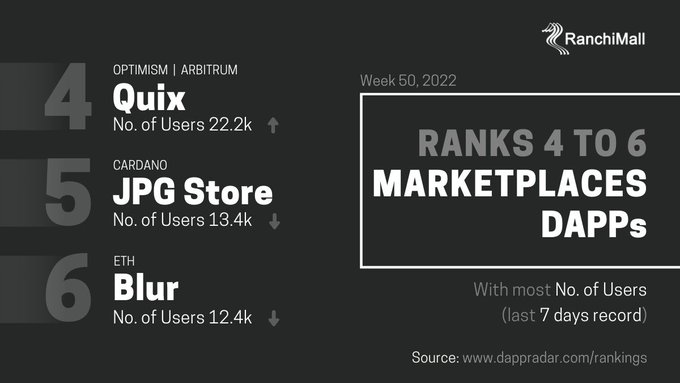 RanchiMall
4
OPTIMISM | ARBITRUM
Quix
No. of Users 22.2k
5
CARDANO
JPG Store
No. of Users 13.4k
6
ETH
Blur
No. of Users 12.4k
Week 50, 2022
RANKS 4 TO 6
MARKETPLACES
DAPPs
With most No. of Users
(last 7 days record)
Source: www.dappradar.com/rankings